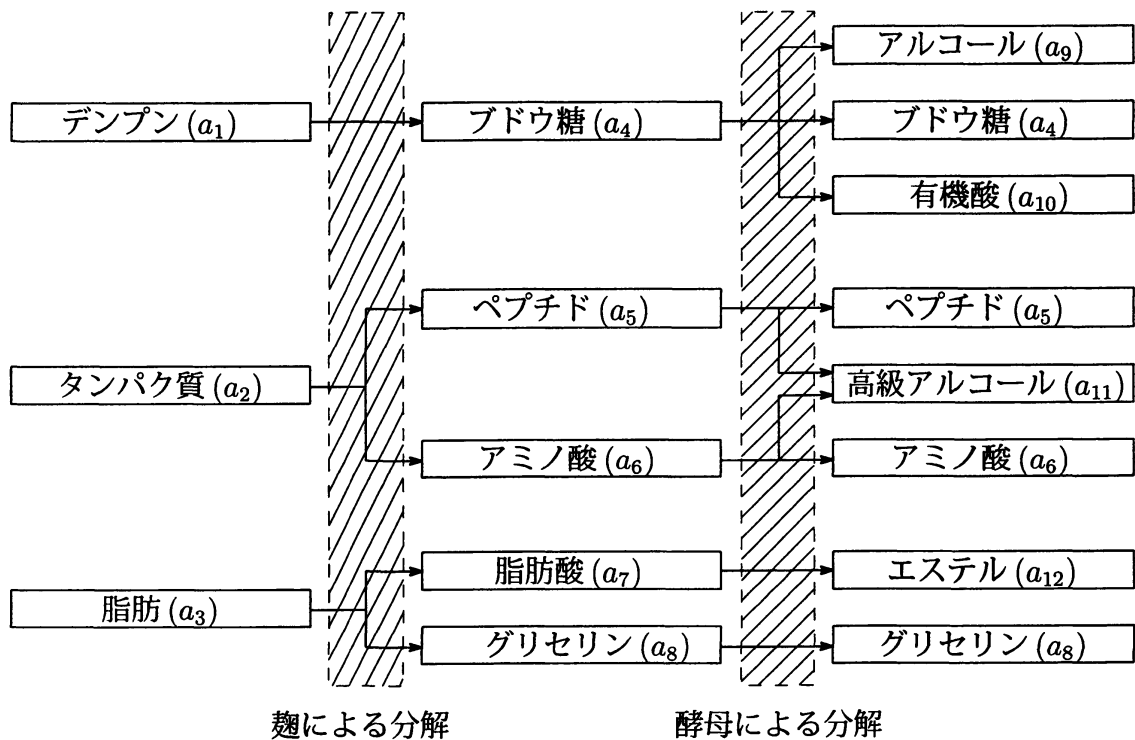 デンプン (a₁)
タンパク質 (a₂)
脂肪 (a₃)
麹による分解
ブドウ糖 (a₄)
ペプチド (a₅)
アミノ酸 (a₆)
脂肪酸 (a₇)
グリセリン (a₈)
酵母による分解
アルコール (a₉)
ブドウ糖 (a₄)
有機酸 (a₁₀)
ペプチド (a₅)
高級アルコール (a₁₁)
アミノ酸 (a₆)
エステル (a₁₂)
グリセリン (a₈)